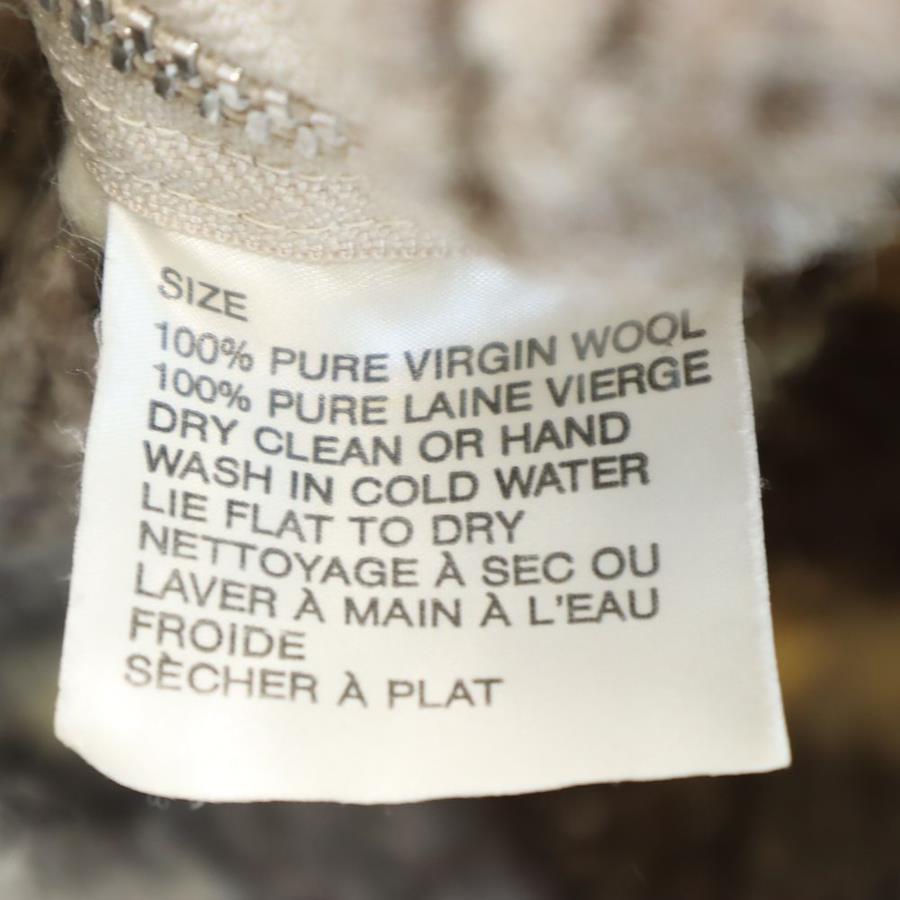 SIZE
100% PURE VIRGIN WOOL
100% PURE LAINE VIERGE
DRY CLEAN OR HAND
WASH IN COLD WATER
LIE FLAT TO DRY
NETTOYAGE À SEC OU
LAVER À MAIN À L'EAU
FROIDE
SÈCHER À PLAT